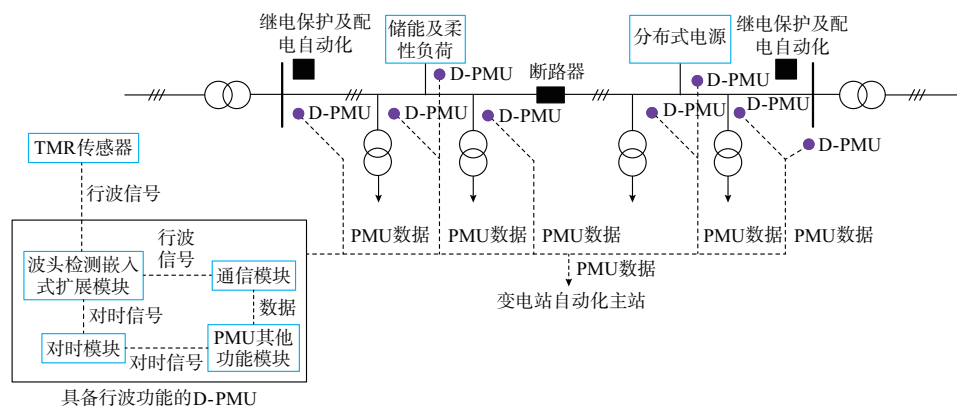 继电保护及配
电自动化
储能及柔
性负荷
D-PMU
断路器
分布式电源
继电保护及配
电自动化
D-PMU
D-PMU
D-PMU
D-PMU
D-PMU
D-PMU
D-PMU
TMR传感器
行波信号
PMU数据
PMU数据
PMU数据
PMU数据
PMU数据
PMU数据
变电站自动化主站
波头检测嵌入
式扩展模块
行波
信号
通信模块
对时信号
数据
对时模块
对时信号
PMU其他
功能模块
具备行波功能的D-PMU